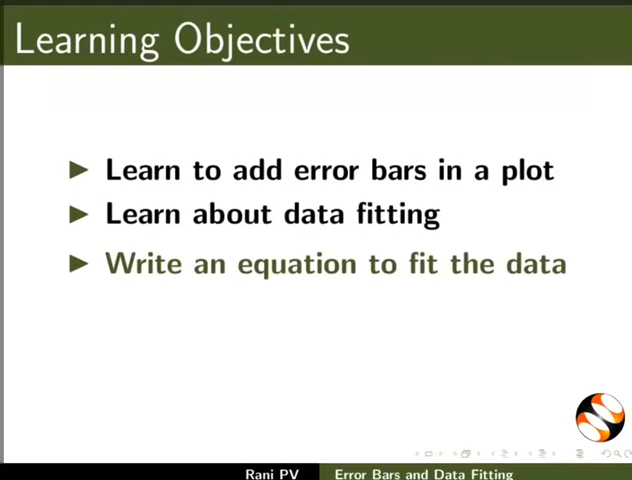 Learning Objectives
Learn to add error bars in a plot
Learn about data fitting
Write an equation to fit the data
Rani PV Error Bars and Data Fitting